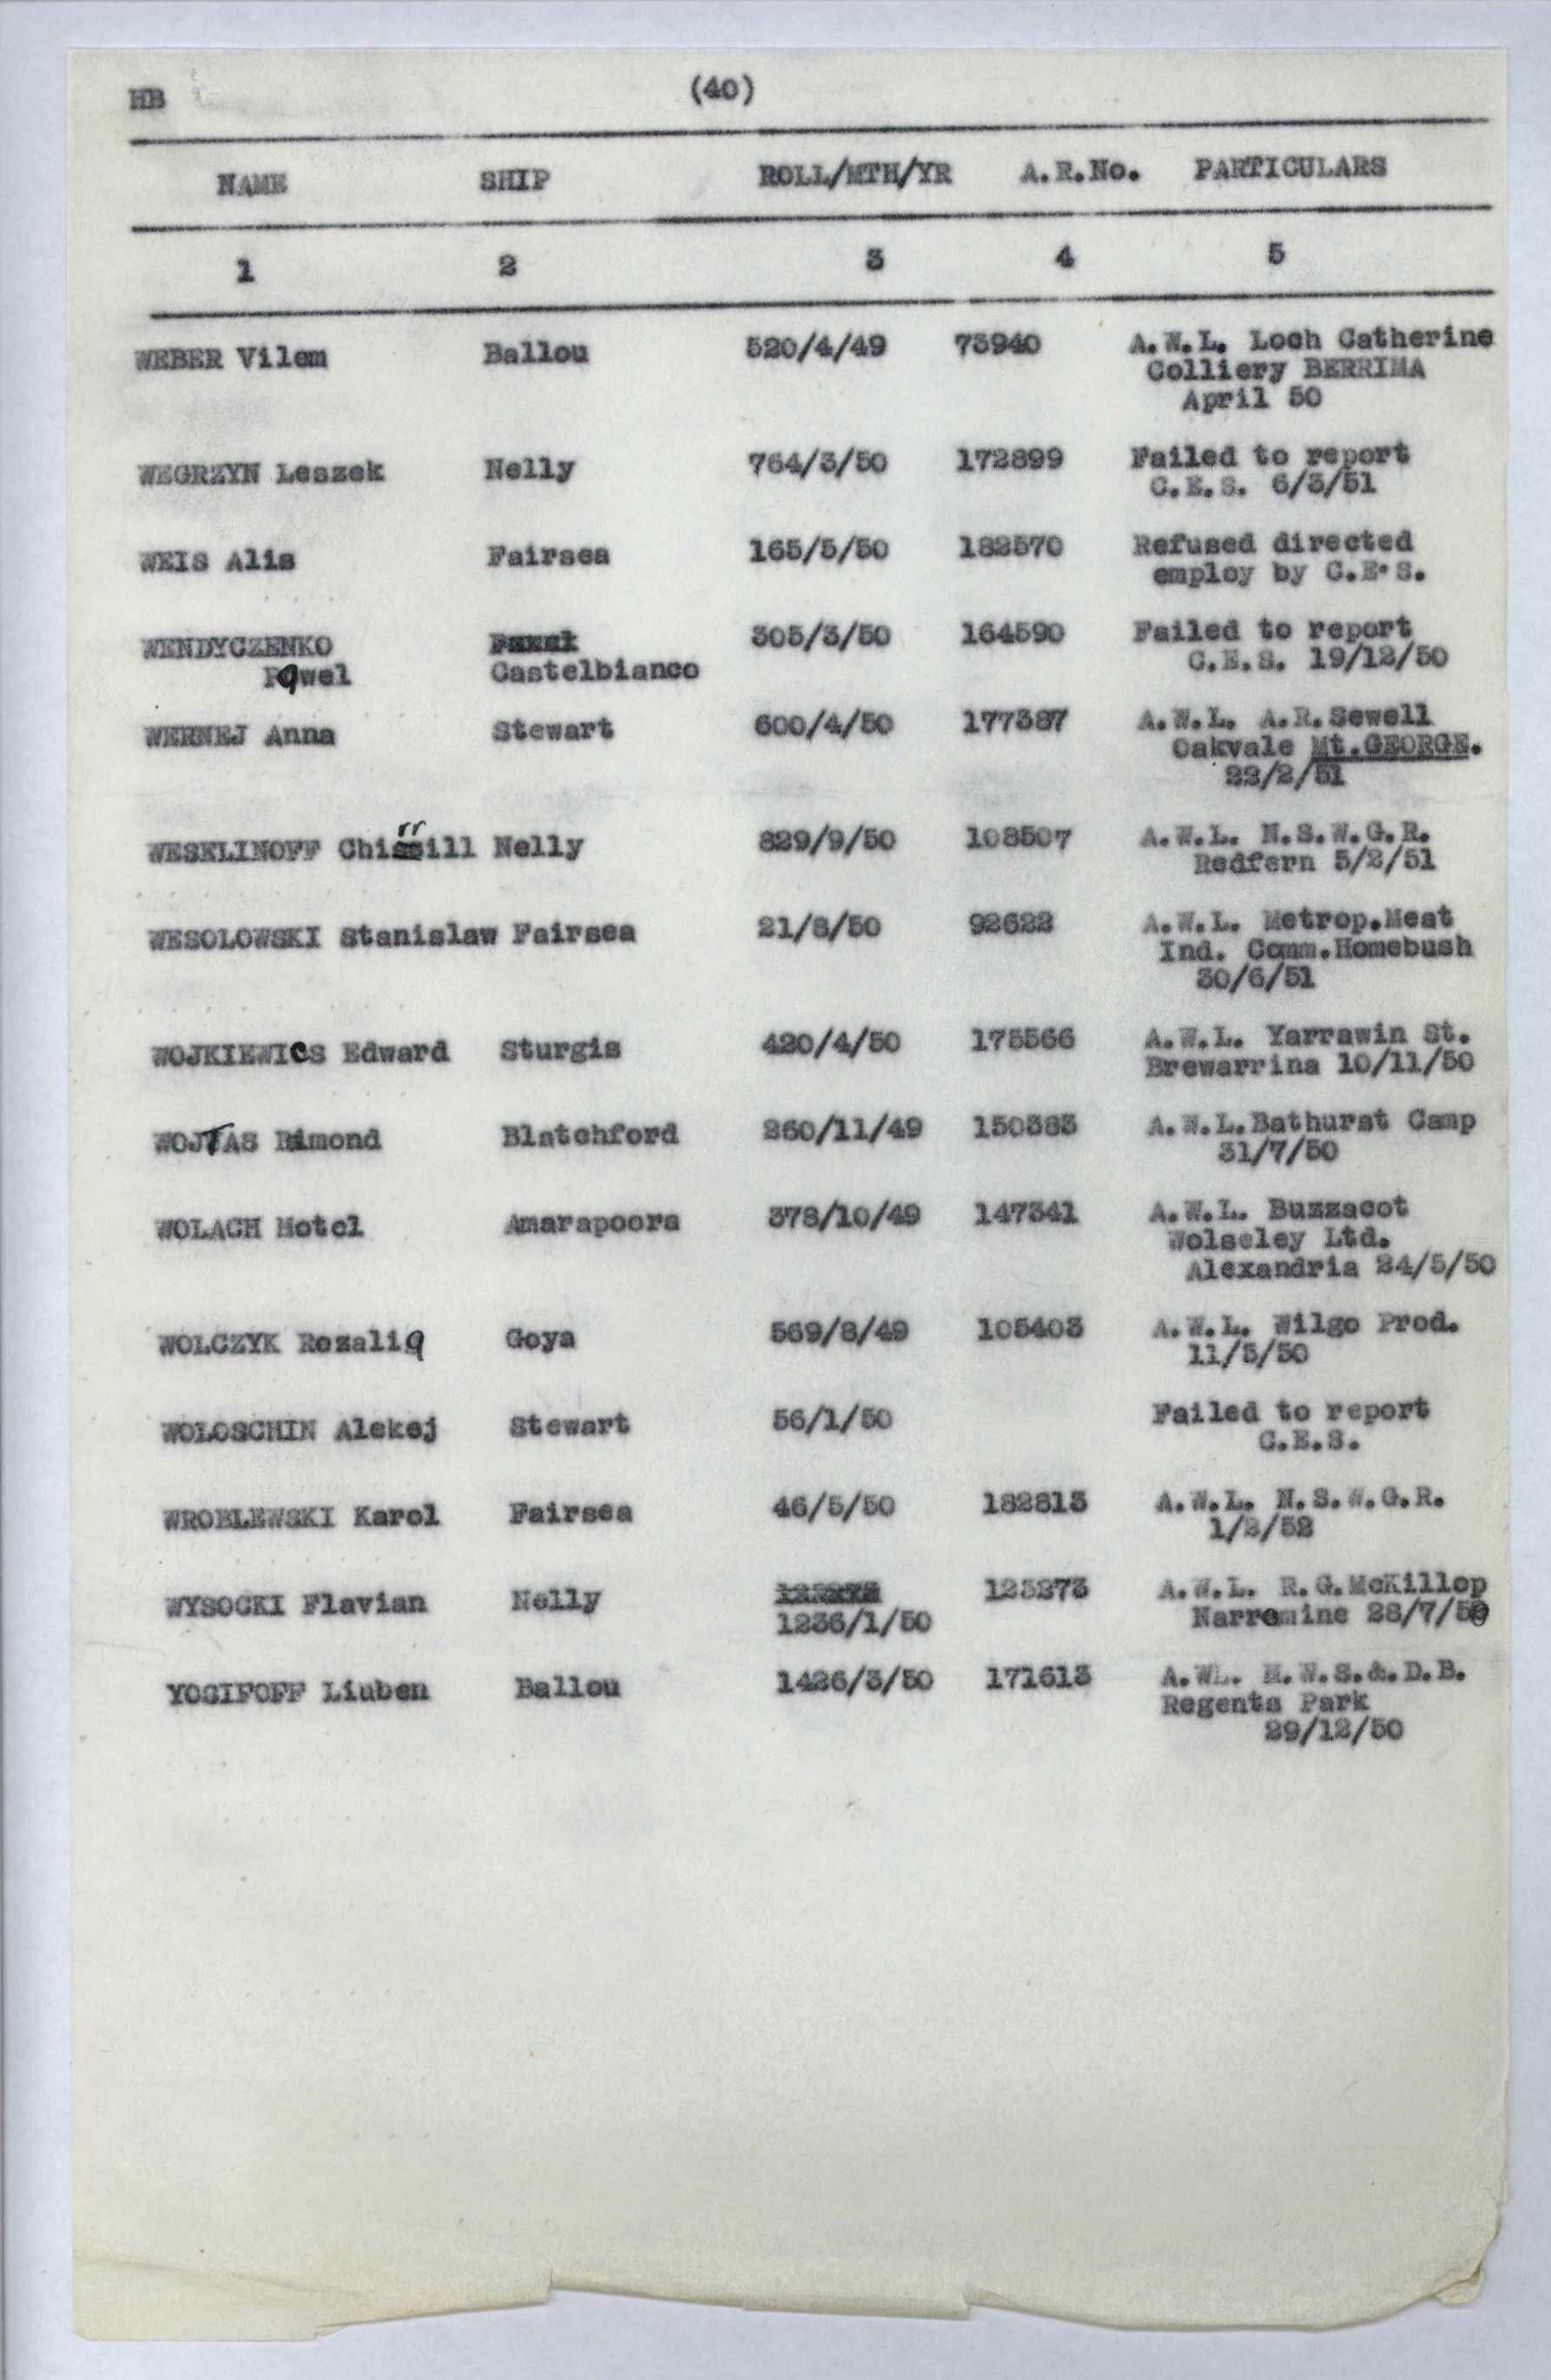 HB (40)
NAME SHIP ROLL/MTH/YR A.R.No. PARTICULARS
1 2 3 4 5
WEBER Vilem Ballou 520/4/49 73940 A.W.L. Loch Catherine
Colliery BERRIMA
April 50
WEGRZYN Leszek Nelly 764/3/50 172899 Failed to report
C.E.S. 6/3/51
WEIS Alis Fairsea 165/5/50 182570 Refused directed
employ by C.E.S.
WENDYCZENKO 305/3/50 164590 Failed to report
Pawel Castelbianco C.E.S. 19/12/50
WERNEJ Anna Stewart 600/4/50 177387 A.W.L. A.R.Sewell
Oakvale Mt.GEORGE.
22/2/51
WESELINOFF Chirrill Nelly 829/9/50 108507 A.W.L. N.S.W.G.R.
Redfern 5/2/51
WESOLOWSKI Stanislaw Fairsea 21/8/50 92622 A.W.L. Metrop.Meat
Ind. Comm.Homebush
30/6/51
WOJKIEWICS Edward Sturgis 420/4/50 175566 A.W.L. Yarrawin St.
Brewarrina 10/11/50
WOJTAS Blatchford 260/11/49 150383 A.W.L.Bathurst Camp
31/7/50
WOLACH Motel Amarapoora 378/10/49 147341 A.W.L. Buzzacot
Wolseley Ltd.
Alexandria 24/5/50
WOLCZYK Rozalia Goya 569/8/49 105403 A.W.L. Wilgo Prod.
11/5/50
WOLOSCHIN Aleksj Stewart 56/1/50 Failed to report
C.E.S.
WROBLEWSKI Karol Fairsea 46/5/50 182813 A.W.L. N.S.W.G.R.
1/2/52
WYSOCKI Flavian Nelly 123273 A.W.L. R.G.McKillop
1236/1/50 Narromine 28/7/50
YOSIFOFF Liuben Ballou 1426/3/50 171613 A.WL. M.W.S.&.D.B.
Regents Park
29/12/50